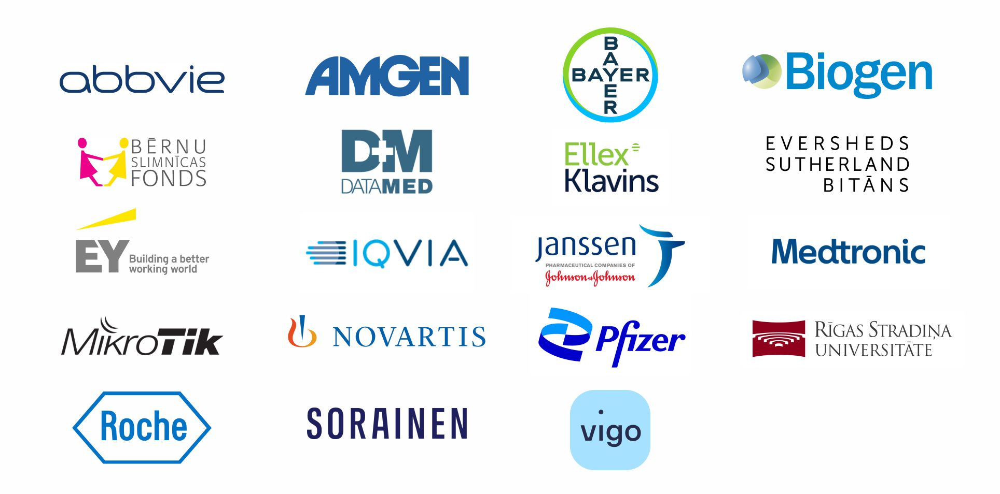 abbvie
AMGEN
BAYER
BAYER
Biogen
BĒRNU
SLIMNĪCAS
FONDS
D+M
DATAMED
Ellex
Klavins
EVERSHEDS
SUTHERLAND
BITĀNS
EY
Building a better
working world
IQVIA
janssen
PHARMACEUTICAL COMPANIES OF
Johnson & Johnson
Medtronic
MikroTik
NOVARTIS
Pfizer
RĪGAS STRADIŅA
UNIVERSITĀTE
Roche
SORAINEN
vigo